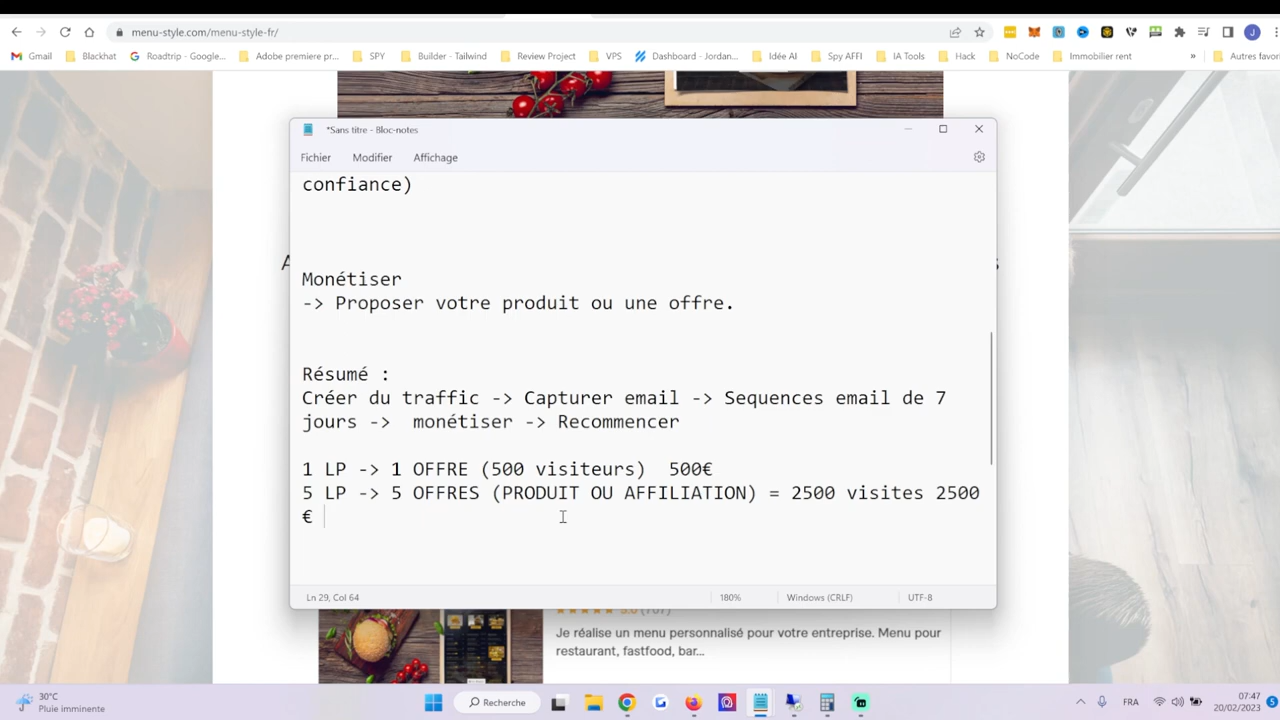 menu-style.com/menu-style-fr/
J
Gmail
Blackhat
Roadtrip - Google...
Adobe premiere pr...
SPV
Builder - Tailwind
Review Project
VPS
Dashboard - Jordan...
Idée AI
Spy AFFI
IA Tools
Hack
NoCode
Immobilier rent
»
Autres favor
*Sans titre - Bloc-notes
Fichier
Modifier
Affichage
confiance)
Monétiser
-> Proposer votre produit ou une offre.
Résumé :
Créer du traffic -> Capturer email -> Sequences email de 7
jours ->  monétiser -> Recommencer
1 LP -> 1 OFFRE (500 visiteurs)  500€
5 LP -> 5 OFFRES (PRODUIT OU AFFILIATION) = 2500 visites 2500
€
Ln 29, Col 64
180%
Windows (CRLF)
UTF-8
Je réalise un menu personnalisé pour votre entreprise. Menu pour
restaurant, fastfood, bar...
30°C
Pluie imminente
Recherche
FRA
07:47
20/02/2023
5